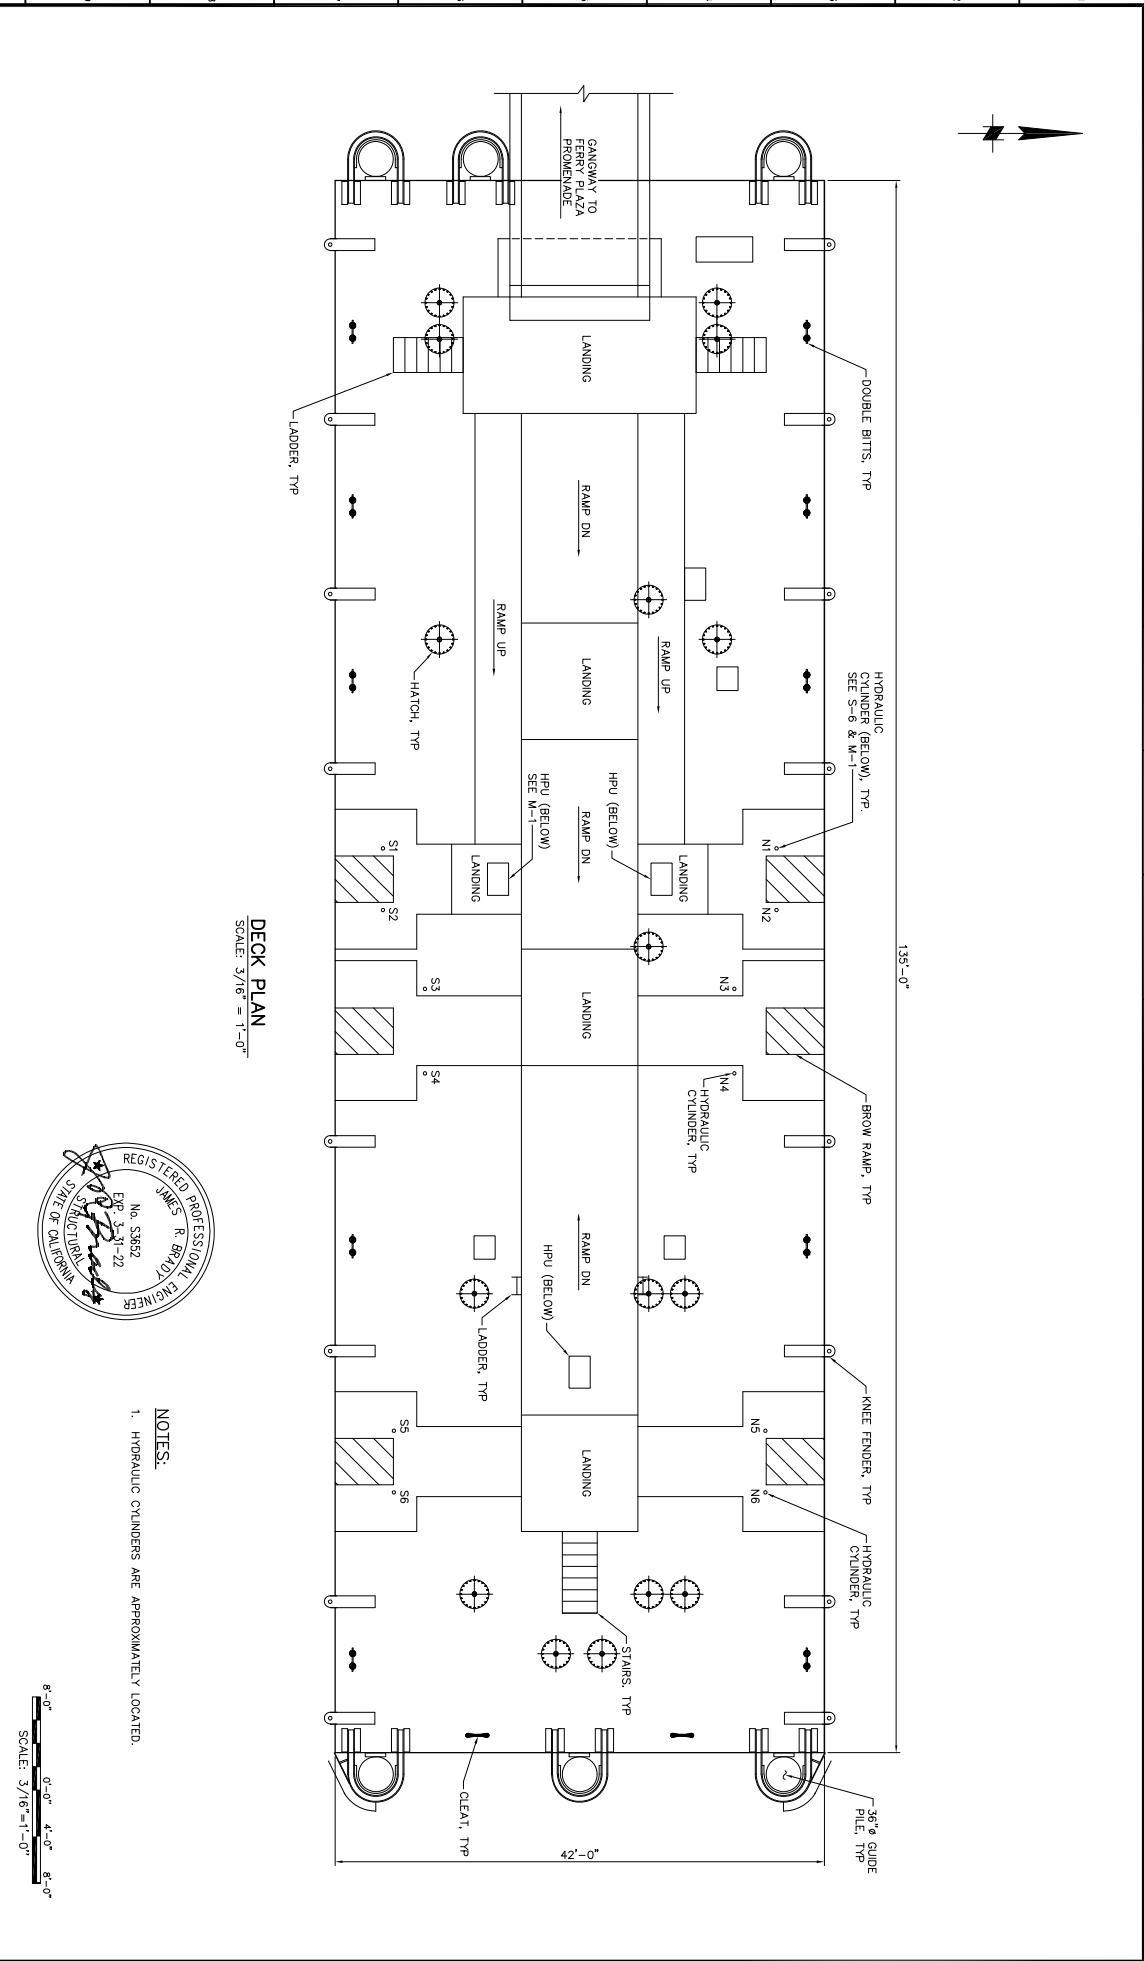 135'-0"
42'-0"
GANGWAY TO
FERRY PLAZA
PROMENADE
DOUBLE BITTS, TYP
HYDRAULIC
CYLINDER (BELOW), TYP.
SEE S-6 & M-1
BROW RAMP, TYP
KNEE FENDER, TYP
HYDRAULIC
CYLINDER, TYP
36"ø GUIDE
PILE, TYP
N1
N2
N3
N4
HYDRAULIC
CYLINDER, TYP
N5
N6
LANDING
RAMP UP
HPU (BELOW)
LANDING
RAMP DN
LANDING
RAMP DN
LANDING
RAMP DN
LANDING
STAIRS, TYP
HPU (BELOW)
SEE M-1
HPU (BELOW)
RAMP UP
LANDING
LADDER, TYP
CLEAT, TYP
HATCH, TYP
S1
S2
S3
S4
S5
S6
LADDER, TYP
DECK PLAN
SCALE: 3/16" = 1'-0"
REGISTERED PROFESSIONAL ENGINEER
JAMES R. BRADY
No. S3652
EXP. 3-31-22
STRUCTURAL
STATE OF CALIFORNIA
NOTES:
1. HYDRAULIC CYLINDERS ARE APPROXIMATELY LOCATED.
8'-0" 0'-0" 4'-0" 8'-0"
SCALE: 3/16"=1'-0"